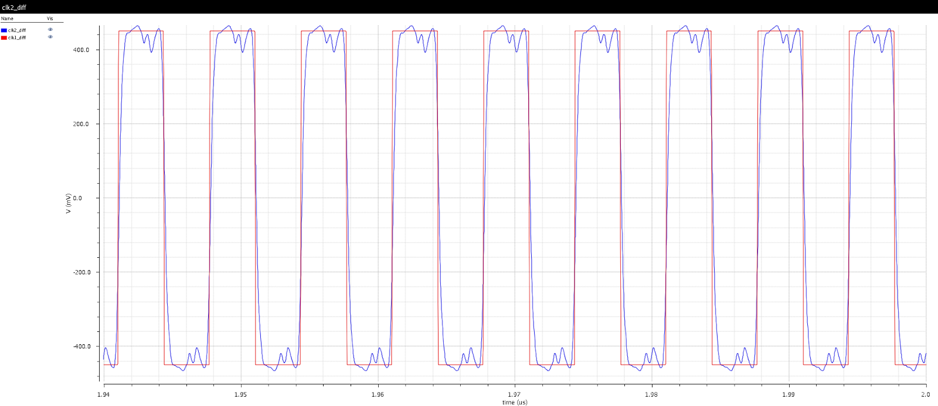 clk2_diff
Name Vis
clk2_diff
clk1_diff
400.0
200.0
0.0
-200.0
-400.0
V (mV)
1.94 1.95 1.96 1.97 1.98 1.99 2.0
time (us)